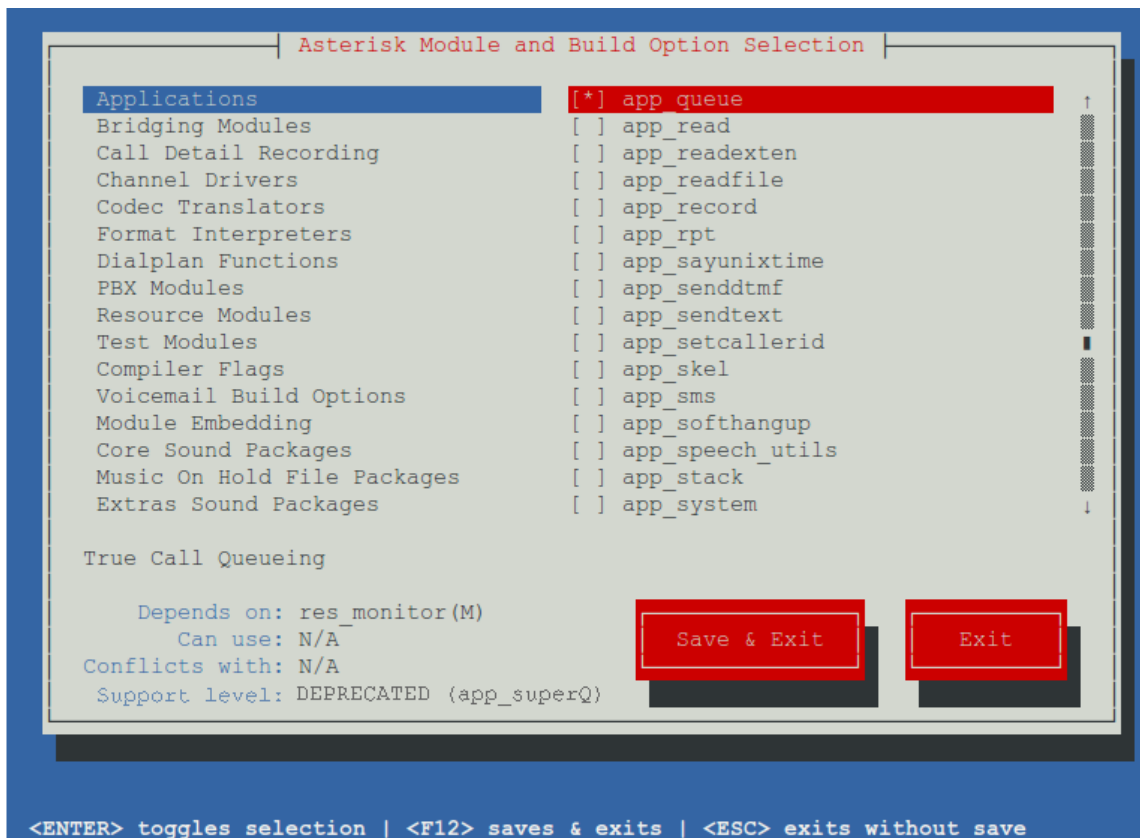 Asterisk Module and Build Option Selection
Applications [*] app_queue
Bridging Modules [ ] app_read
Call Detail Recording [ ] app_readexten
Channel Drivers [ ] app_readfile
Codec Translators [ ] app_record
Format Interpreters [ ] app_rpt
Dialplan Functions [ ] app_sayunixtime
PBX Modules [ ] app_senddtmf
Resource Modules [ ] app_sendtext
Test Modules [ ] app_setcallerid
Compiler Flags [ ] app_skel
Voicemail Build Options [ ] app_sms
Module Embedding [ ] app_softhangup
Core Sound Packages [ ] app_speech_utils
Music On Hold File Packages [ ] app_stack
Extras Sound Packages [ ] app_system
True Call Queueing
Depends on: res_monitor(M)
Can use: N/A
Conflicts with: N/A
Support level: DEPRECATED (app_superQ)
Save & Exit
Exit
<ENTER> toggles selection | <F12> saves & exits | <ESC> exits without save